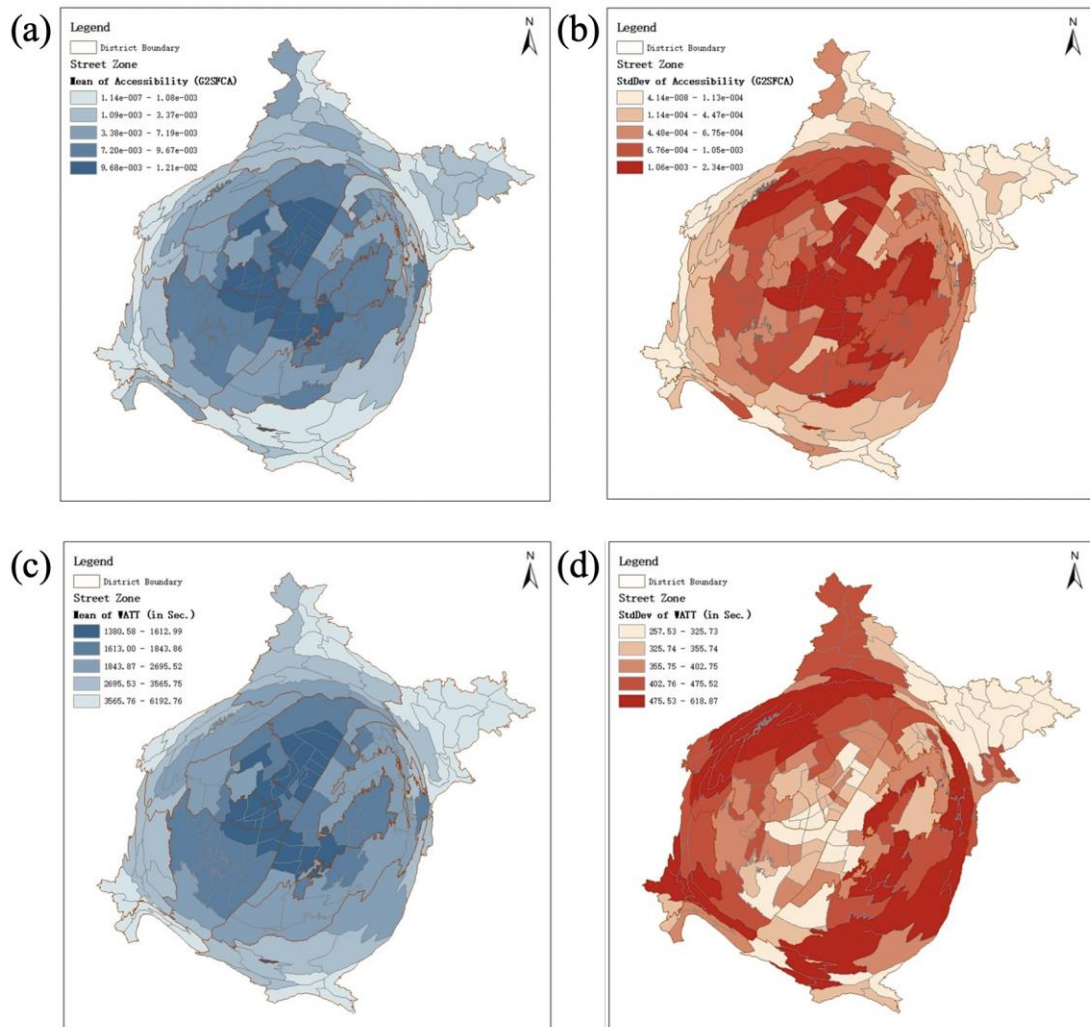 (a)
Legend
N
District Boundary
Street Zone
Mean of Accessibility (G2SFCA)
1.14e-007 - 1.08e-003
1.09e-003 - 3.37e-003
3.38e-003 - 7.19e-003
7.20e-003 - 9.67e-003
9.68e-003 - 1.21e-002
(b)
Legend
N
District Boundary
Street Zone
StdDev of Accessibility (G2SFCA)
4.14e-008 - 1.13e-004
1.14e-004 - 4.47e-004
4.48e-004 - 6.75e-004
6.76e-004 - 1.05e-003
1.06e-003 - 2.34e-003
(c)
Legend
N
District Boundary
Street Zone
Mean of WATT (in Sec.)
1380.58 - 1612.99
1613.00 - 1843.86
1843.87 - 2695.52
2695.53 - 3565.75
3565.76 - 6192.76
(d)
Legend
N
District Boundary
Street Zone
StdDev of WATT (in Sec.)
257.53 - 325.73
325.74 - 355.74
355.75 - 402.75
402.76 - 475.52
475.53 - 618.87